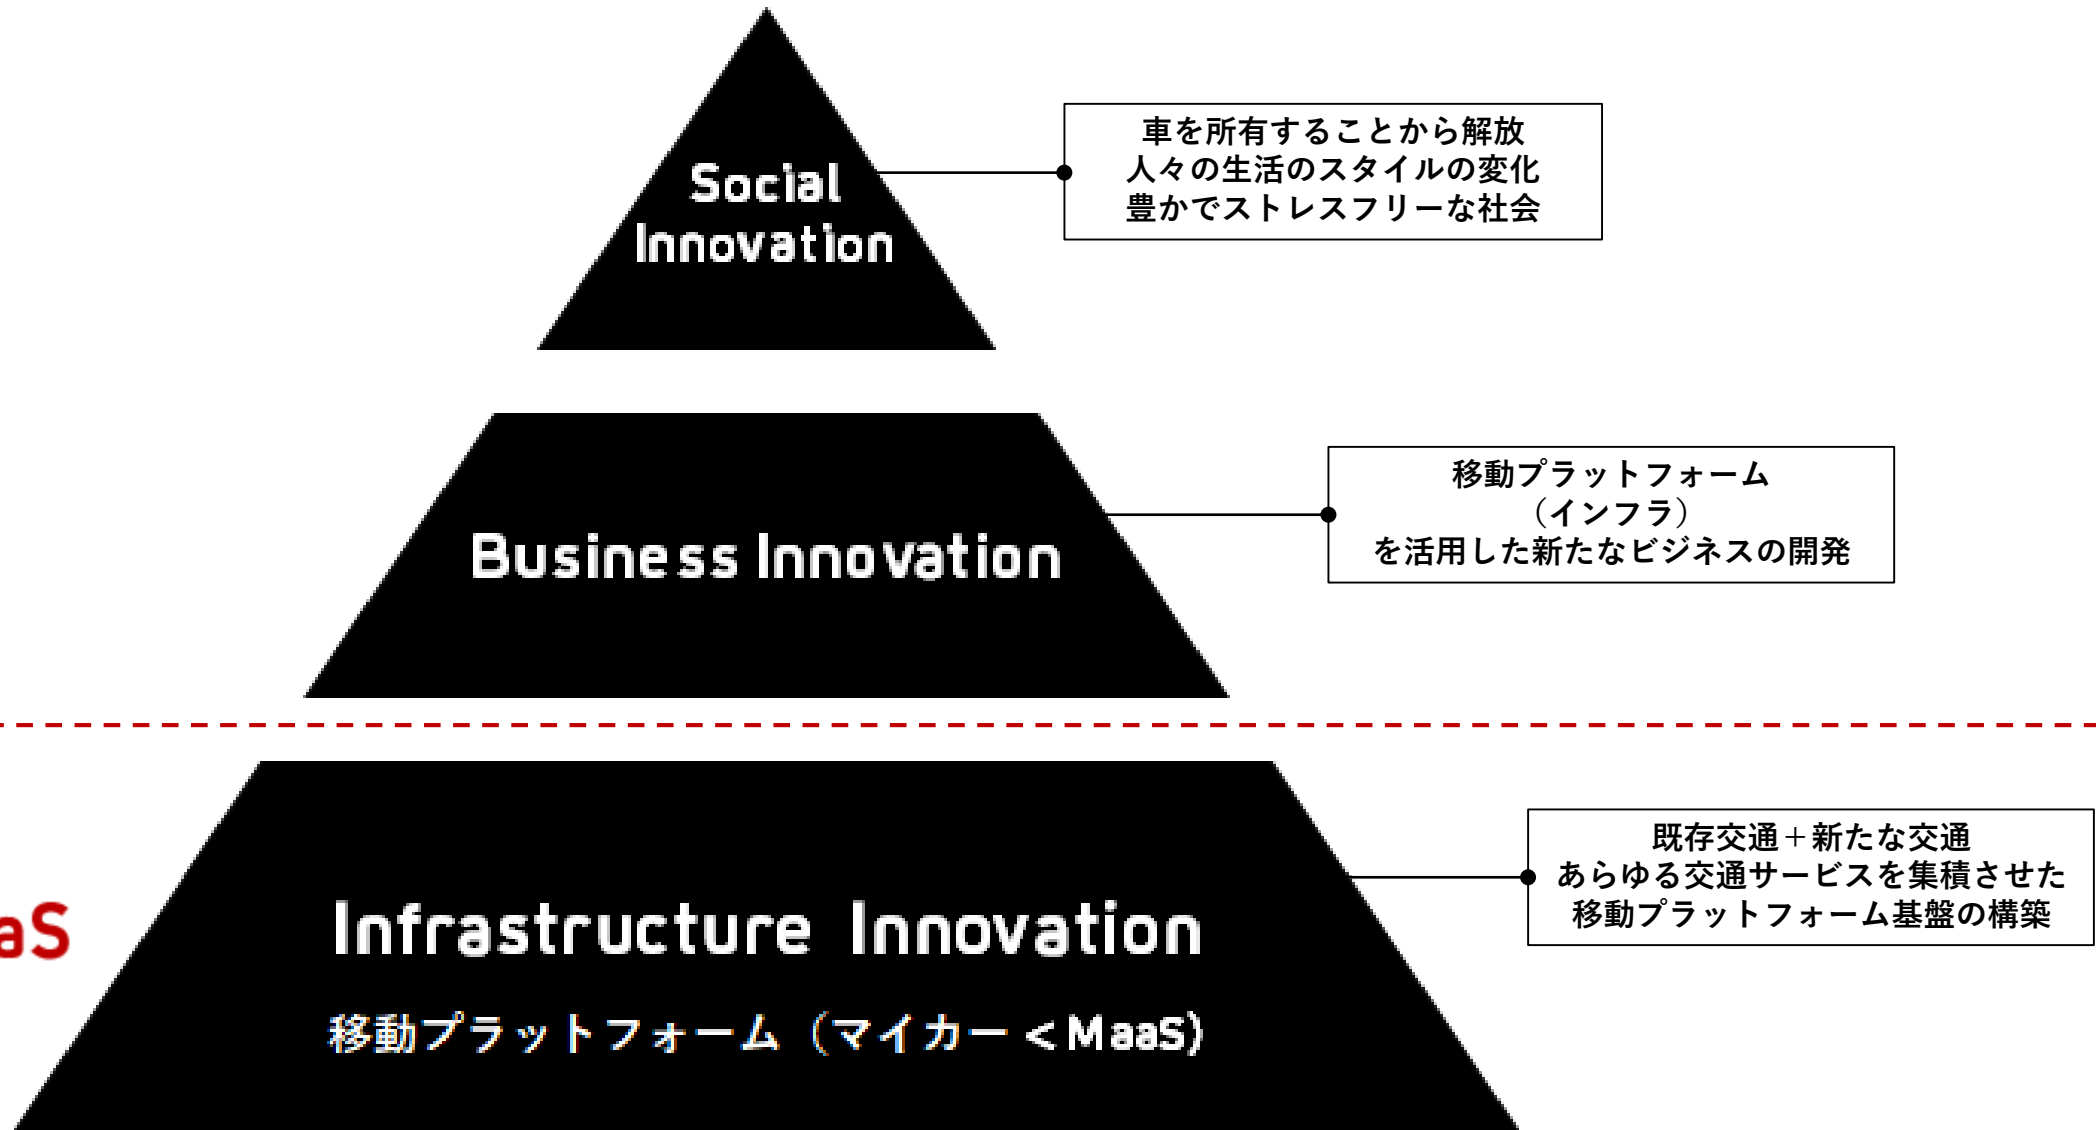 Social
Innovation
車を所有することから解放
人々の生活のスタイルの変化
豊かでストレスフリーな社会
Business Innovation
移動プラットフォーム
（インフラ）
を活用した新たなビジネスの開発
aS
Infrastructure Innovation
移動プラットフォーム（マイカー < MaaS)
既存交通＋新たな交通
あらゆる交通サービスを集積させた
移動プラットフォーム基盤の構築